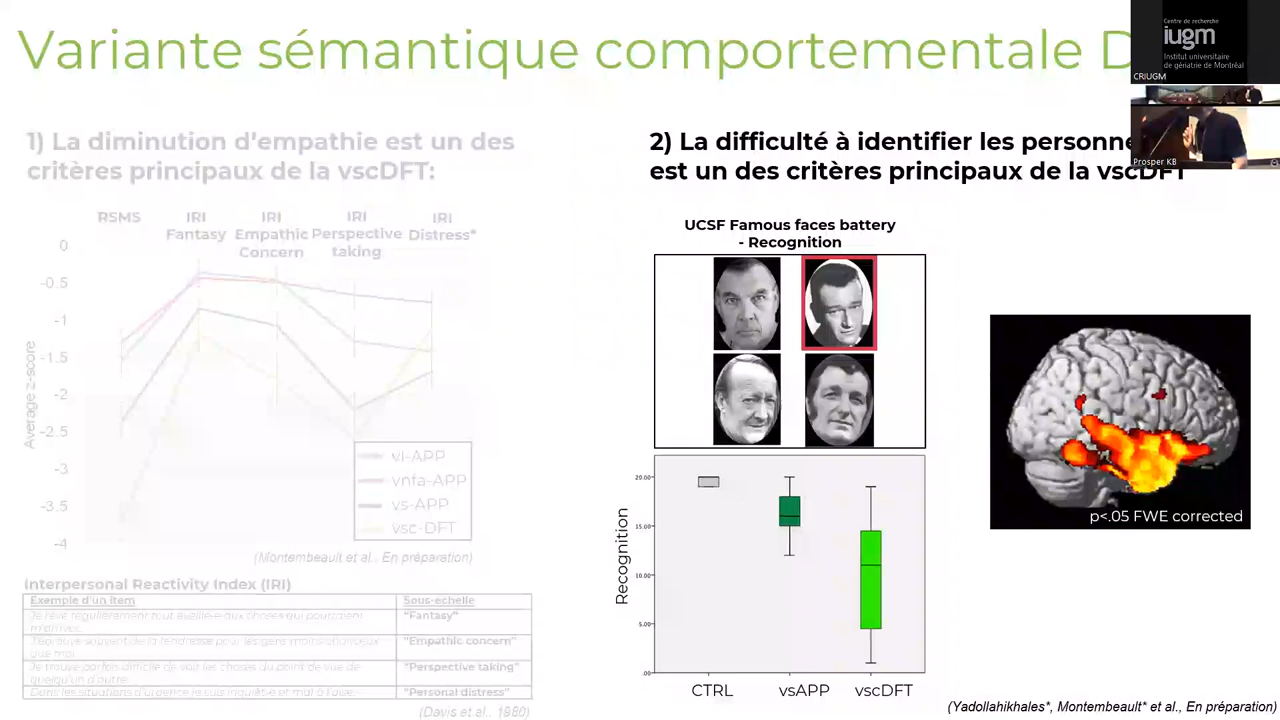 Variante sémantique comportementale D
Centre de recherche
iugm
Institut universitaire
de gériatrie de Montréal
CRIUGM
Prosper KB
1) La diminution d'empathie est un des
critères principaux de la vscDFT:
RSMS
IRI
Fantasy
IRI
Empathic
Concern
IRI
Perspective
taking
IRI
Distress*
0
-0.5
-1
-1.5
-2
-2.5
-3
-3.5
-4
Average z-score
vl-APP
vnfa-APP
vs-APP
vsc-DFT
(Montembeault et al., En préparation)
Interpersonal Reactivity Index (IRI)
Exemple d'un item
Sous-echelle
Je rêve régulièrement tout éveillé-e aux choses qui pourraient
m'arriver.
"Fantasy"
J'éprouve souvent de la tendresse pour les gens moins chanceux
que moi.
"Empathic concern"
Je trouve parfois difficile de voir les choses du point de vue de
quelqu'un d'autre.
"Perspective taking"
Dans les situations d'urgence je suis inquiet-e et mal à l'aise.
"Personal distress"
(Davis et al., 1980)
2) La difficulté à identifier les personne
est un des critères principaux de la vscDFT
UCSF Famous faces battery
- Recognition
Recognition
20.00
15.00
10.00
5.00
.00
CTRL
vsAPP
vscDFT
p<.05 FWE corrected
(Yadollahikhales*, Montembeault* et al., En préparation)